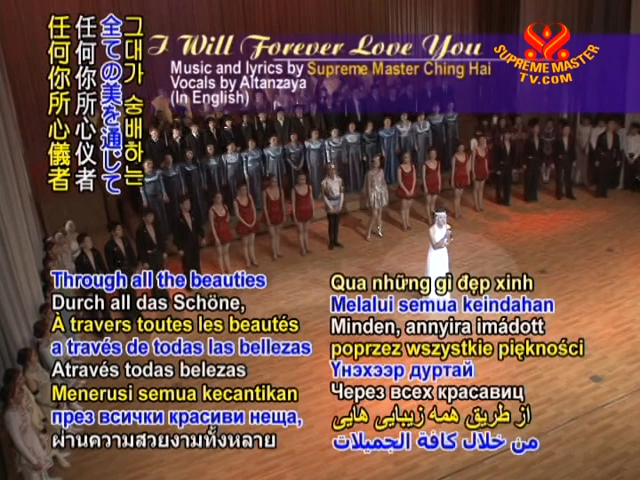 I Will Forever Love You
Music and lyrics by Supreme Master Ching Hai
Vocals by Altanzaya
(In English)
SUPREME MASTER
TV.COM
그대가 숭배하는
全ての美を通じて
任何你所心仪者
任何你所心儀者
Through all the beauties
Durch all das Schöne,
À travers toutes les beautés
a través de todas las bellezas
Através todas belezas
Menerusi semua kecantikan
през всички красиви неща,
ผ่านความสวยงามทั้งหลาย
Qua những gì đẹp xinh
Melalui semua keindahan
Minden, annyira imádott
poprzez wszystkie piękności
Үнэхээр дуртай
Через всех красавиц
از طریق همه زیبایی هایی
من خلال كافة الجميلات